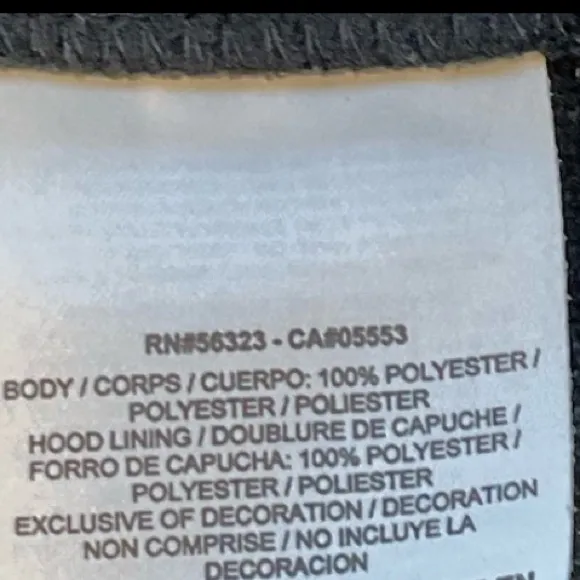 RN#56323 - CA#05553
BODY / CORPS / CUERPO: 100% POLYESTER /
POLYESTER / POLIESTER
HOOD LINING / DOUBLURE DE CAPUCHE /
FORRO DE CAPUCHA: 100% POLYESTER /
POLYESTER / POLIESTER
EXCLUSIVE OF DECORATION / DECORATION
NON COMPRISE / NO INCLUYE LA
DECORACION